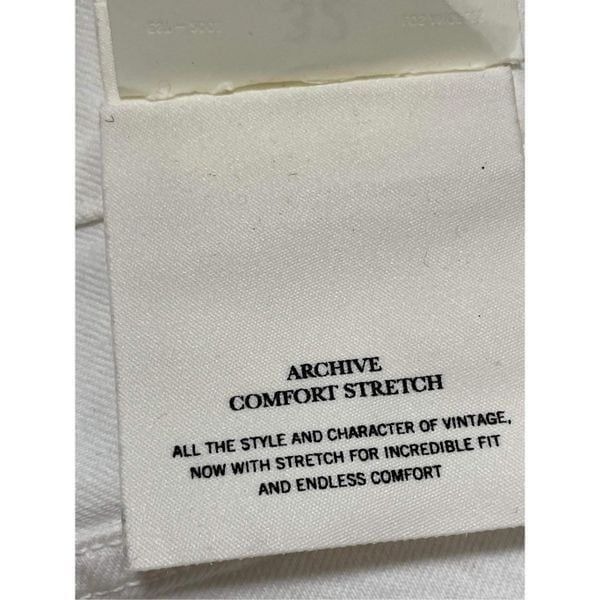 ARCHIVE
COMFORT STRETCH
ALL THE STYLE AND CHARACTER OF VINTAGE,
NOW WITH STRETCH FOR INCREDIBLE FIT
AND ENDLESS COMFORT